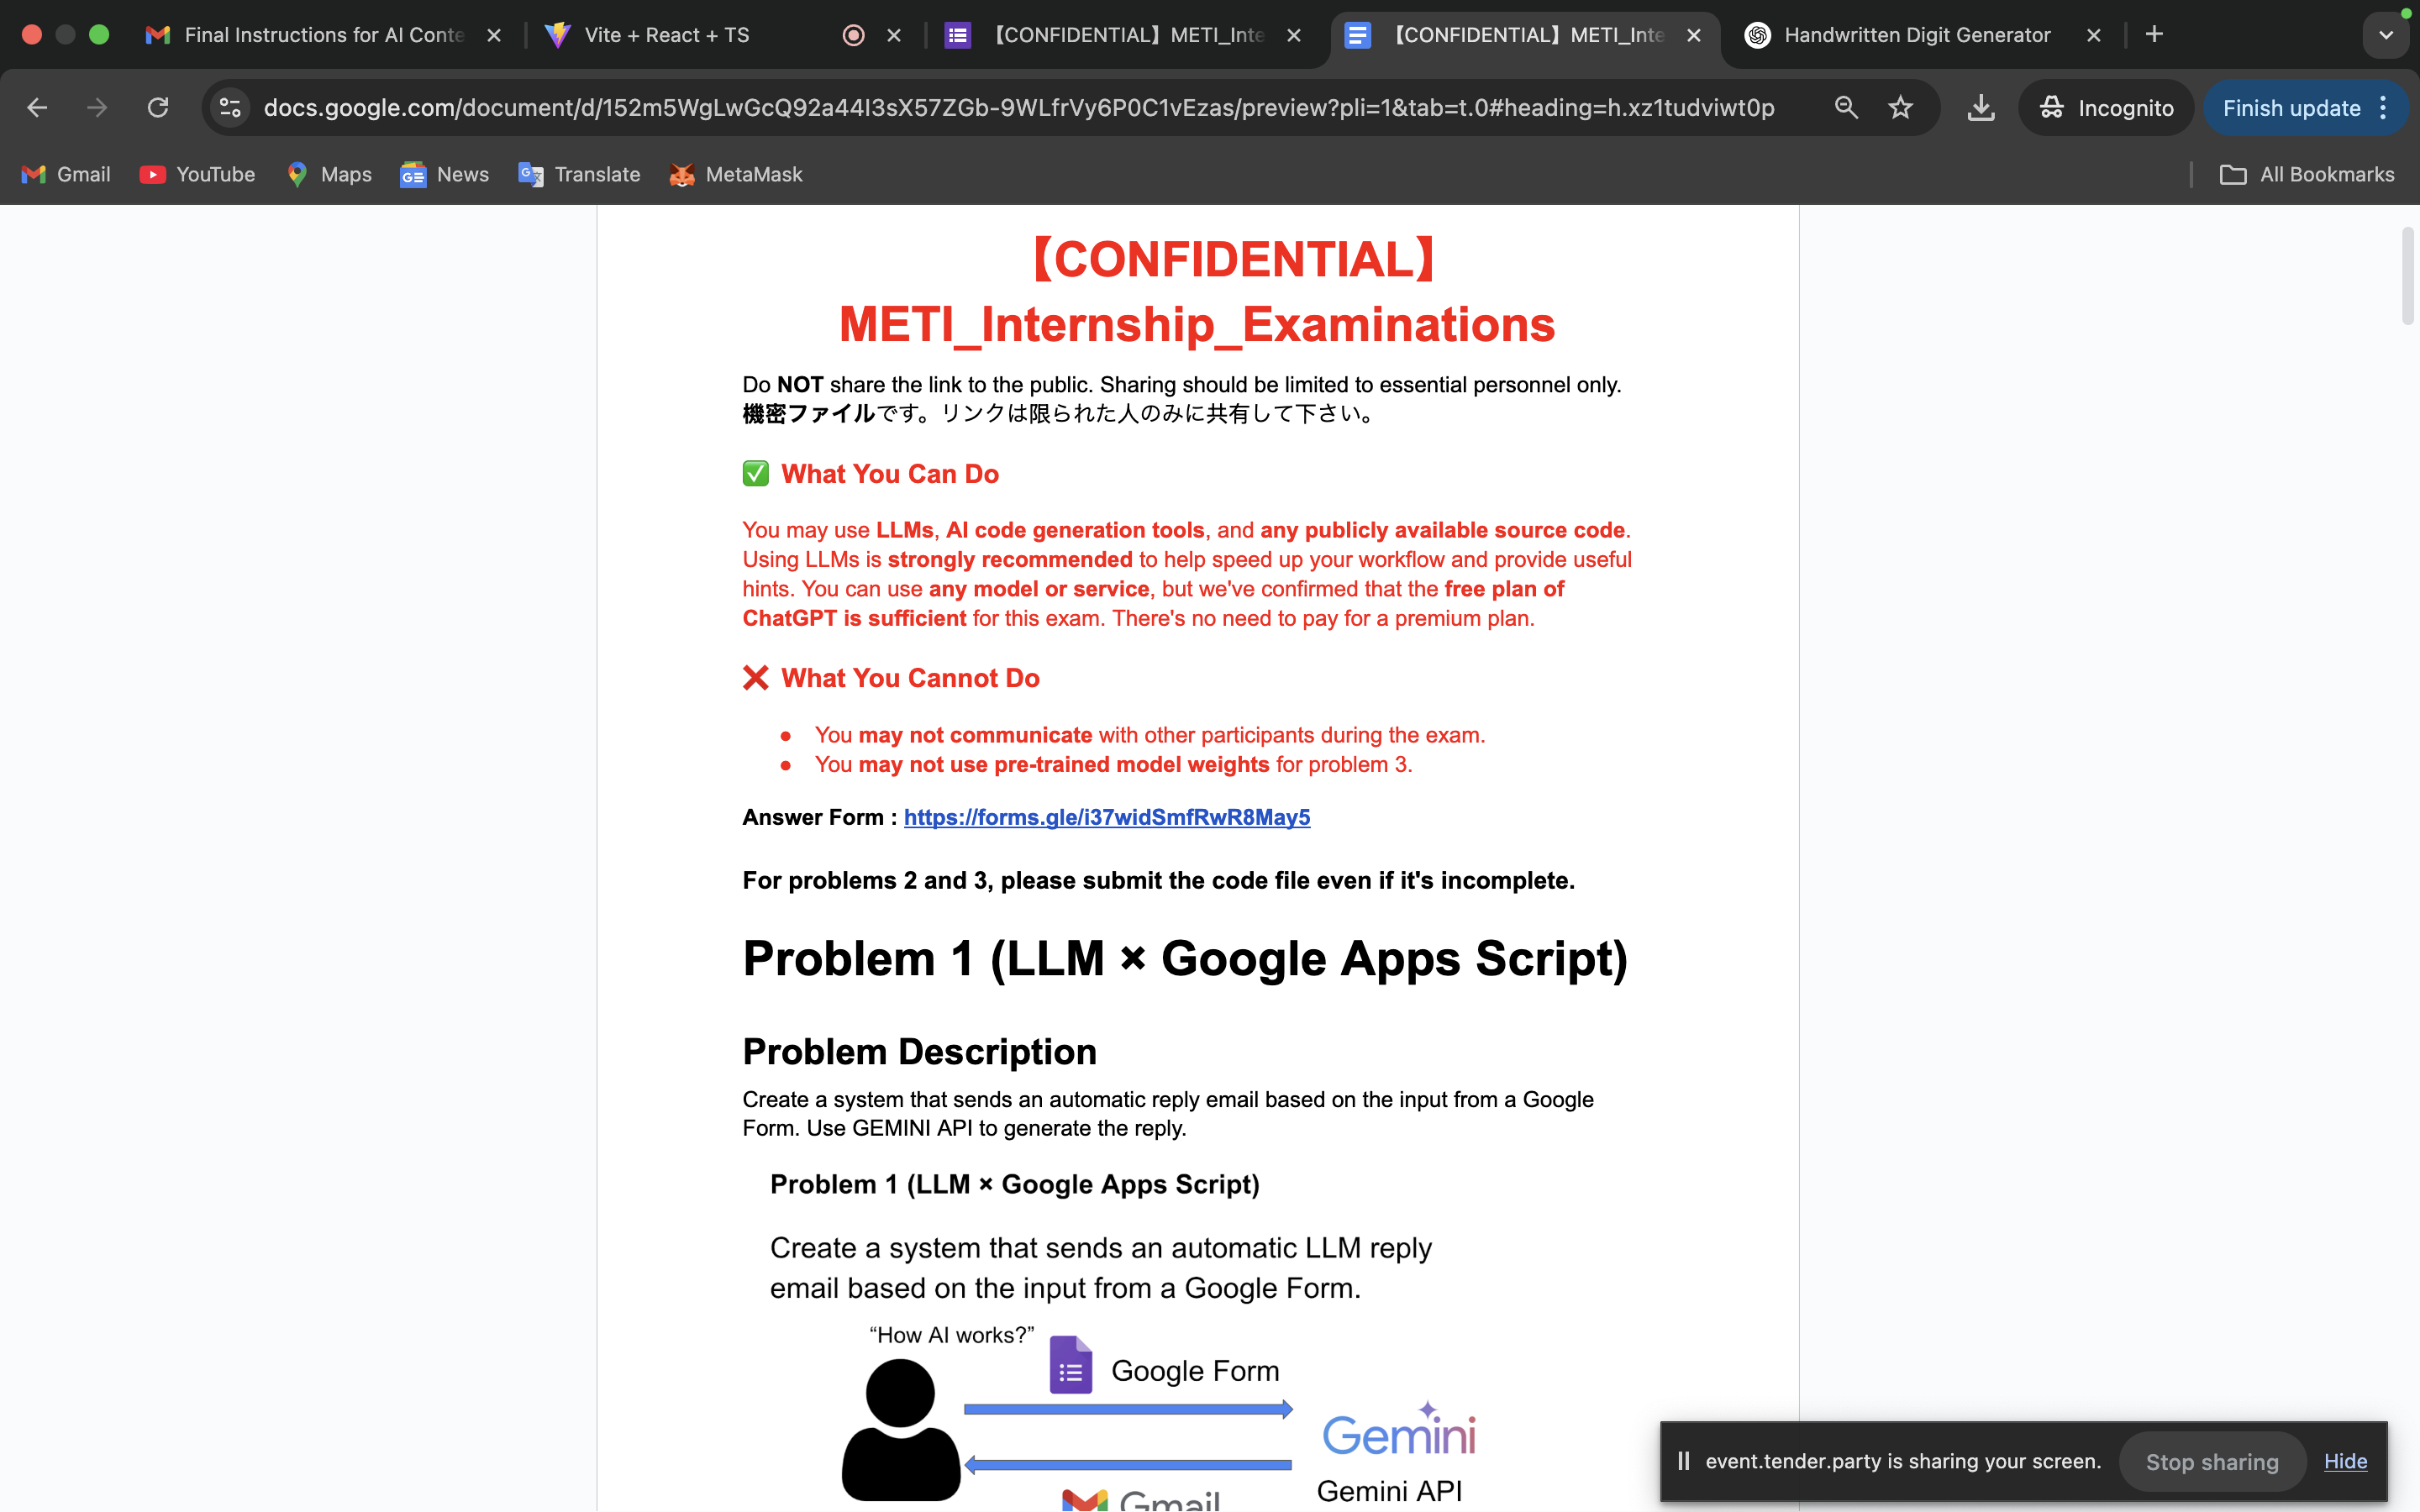 Final Instructions for AI Conte
Vite + React + TS
【CONFIDENTIAL】METI_Inte
【CONFIDENTIAL】METI_Inte
Handwritten Digit Generator
docs.google.com/document/d/152m5WgLwGcQ92a44I3sX57ZGb-9WLfrVy6P0C1vEzas/preview?pli=1&tab=t.0#heading=h.xz1tudviwt0p
Incognito
Finish update
Gmail
YouTube
Maps
News
Translate
MetaMask
All Bookmarks
【CONFIDENTIAL】
METI_Internship_Examinations
Do NOT share the link to the public. Sharing should be limited to essential personnel only.
機密ファイルです。リンクは限られた人のみに共有して下さい。
✅ What You Can Do
You may use LLMs, AI code generation tools, and any publicly available source code.
Using LLMs is strongly recommended to help speed up your workflow and provide useful
hints. You can use any model or service, but we've confirmed that the free plan of
ChatGPT is sufficient for this exam. There's no need to pay for a premium plan.
❌ What You Cannot Do
● You may not communicate with other participants during the exam.
● You may not use pre-trained model weights for problem 3.
Answer Form : https://forms.gle/i37widSmfRwR8May5
For problems 2 and 3, please submit the code file even if it's incomplete.
Problem 1 (LLM × Google Apps Script)
Problem Description
Create a system that sends an automatic reply email based on the input from a Google
Form. Use GEMINI API to generate the reply.
Problem 1 (LLM × Google Apps Script)
Create a system that sends an automatic LLM reply
email based on the input from a Google Form.
“How AI works?”
Google Form
Gemini
Gemini API
Gmail
event.tender.party is sharing your screen.
Stop sharing
Hide